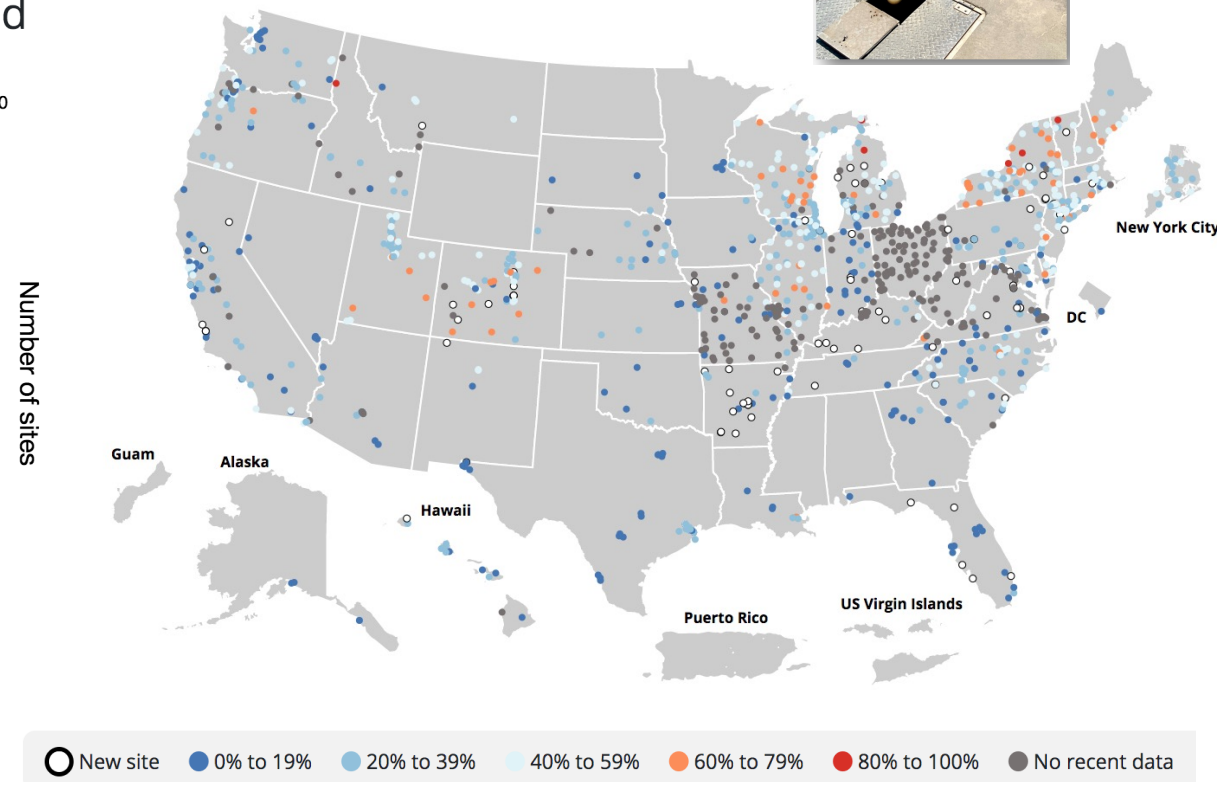 d
0
Number of sites
New York City
DC
Guam
Alaska
Hawaii
Puerto Rico
US Virgin Islands
New site 0% to 19% 20% to 39% 40% to 59% 60% to 79% 80% to 100% No recent data